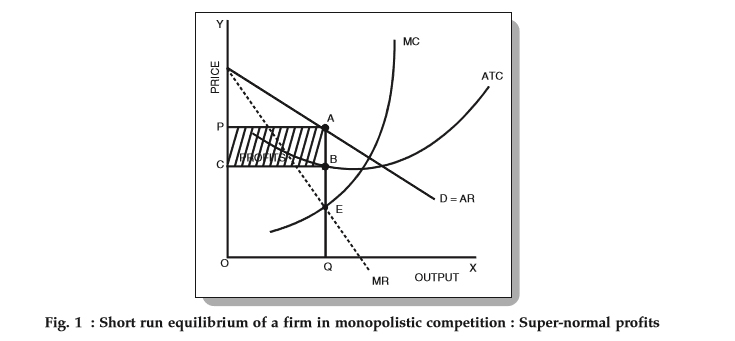 Y
MC
ATC
PRICE
A
P
PROFITS
B
C
D = AR
E
O
Q
X
MR
OUTPUT
Fig. 1 : Short run equilibrium of a firm in monopolistic competition : Super-normal profits